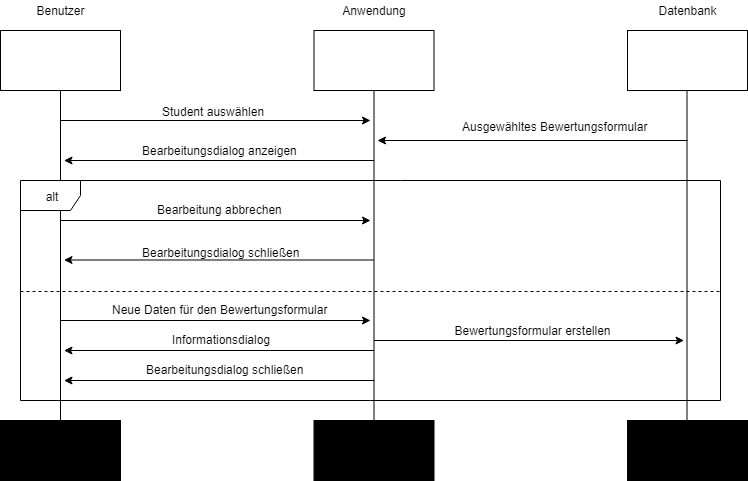 Benutzer
Anwendung
Datenbank
Student auswählen
Ausgewähltes Bewertungsformular
Bearbeitungsdialog anzeigen
alt
Bearbeitung abbrechen
Bearbeitungsdialog schließen
Neue Daten für den Bewertungsformular
Bewertungsformular erstellen
Informationsdialog
Bearbeitungsdialog schließen